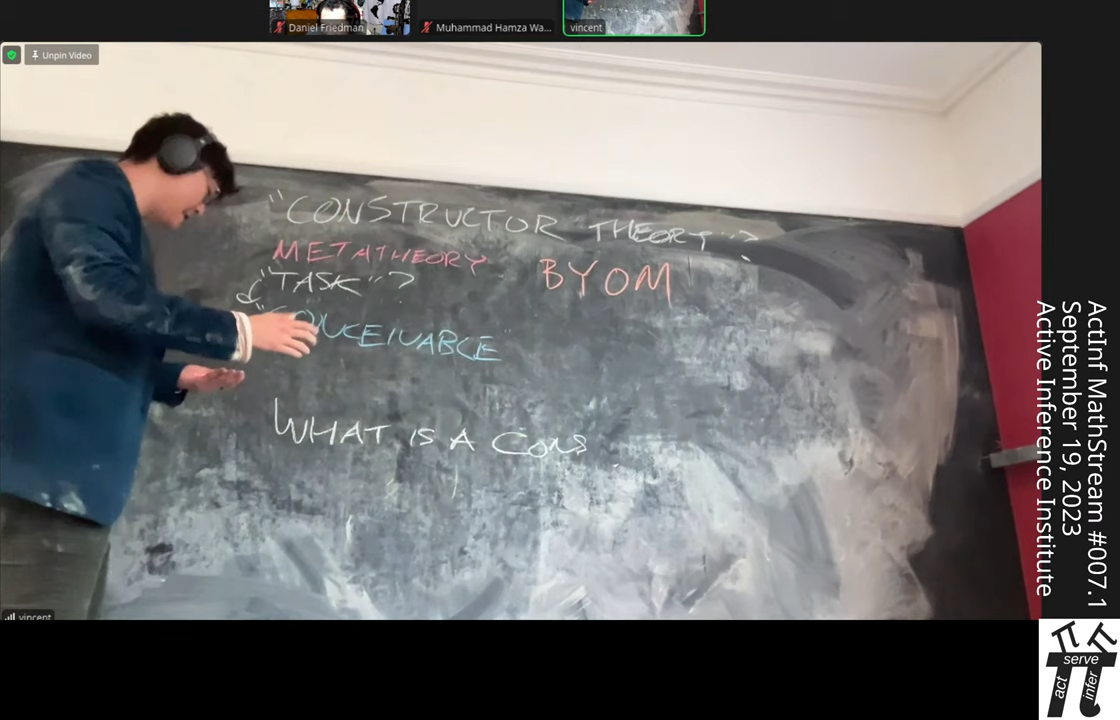 Daniel Friedman
Muhammad Hamza Wa...
vincent
Unpin Video
"CONSTRUCTOR THEORY"?
METATHEORY
BYOM
"TASK"?
"CONCEIVABLE
WHAT IS A CONS
vincent
ActInf MathStream #007.1
September 19, 2023
Active Inference Institute
serve
act
infer